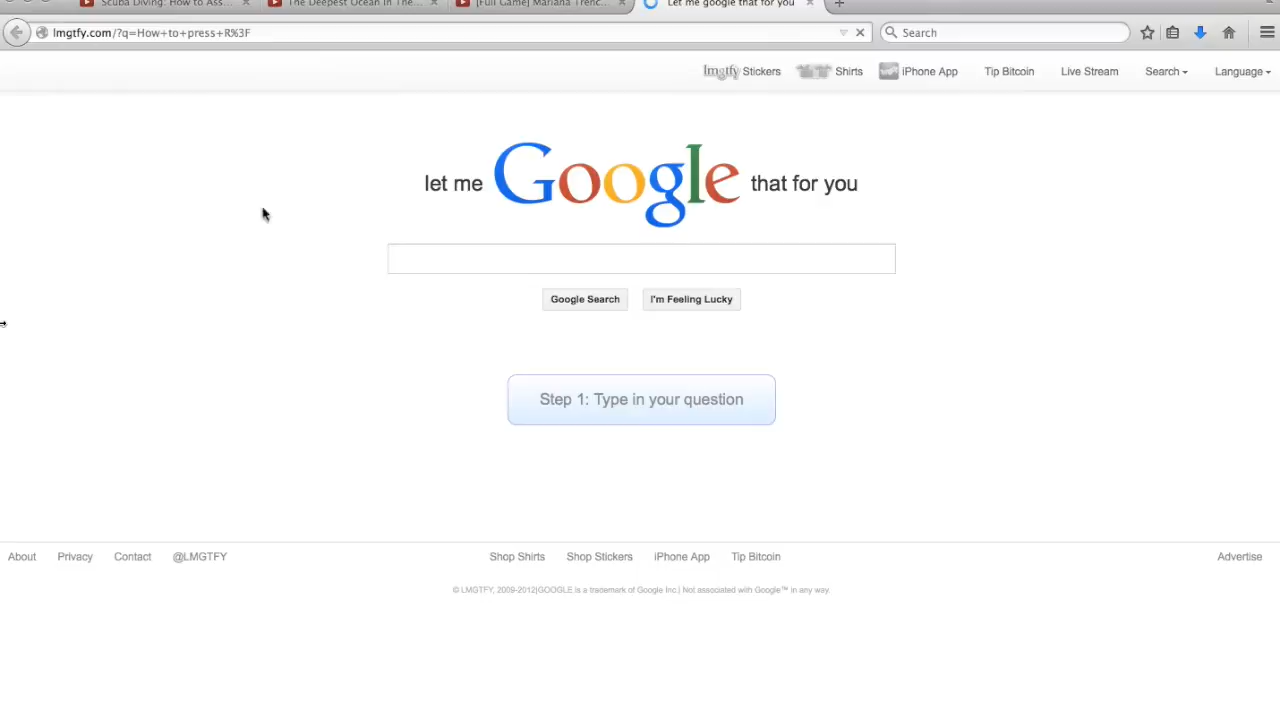 Scuba Diving: How to Ass... The Deepest Ocean In The... [Full Game] Mariana Trenc... Let me google that for you
lmgtfy.com/?q=How+to+press+R%3F Search
lmgtfy Stickers Shirts iPhone App Tip Bitcoin Live Stream Search Language
let me Google that for you
Google Search I'm Feeling Lucky
Step 1: Type in your question
About Privacy Contact @LMGTFY Shop Shirts Shop Stickers iPhone App Tip Bitcoin Advertise
© LMGTFY, 2009-2012|GOOGLE is a trademark of Google Inc.| Not associated with Google™ in any way.